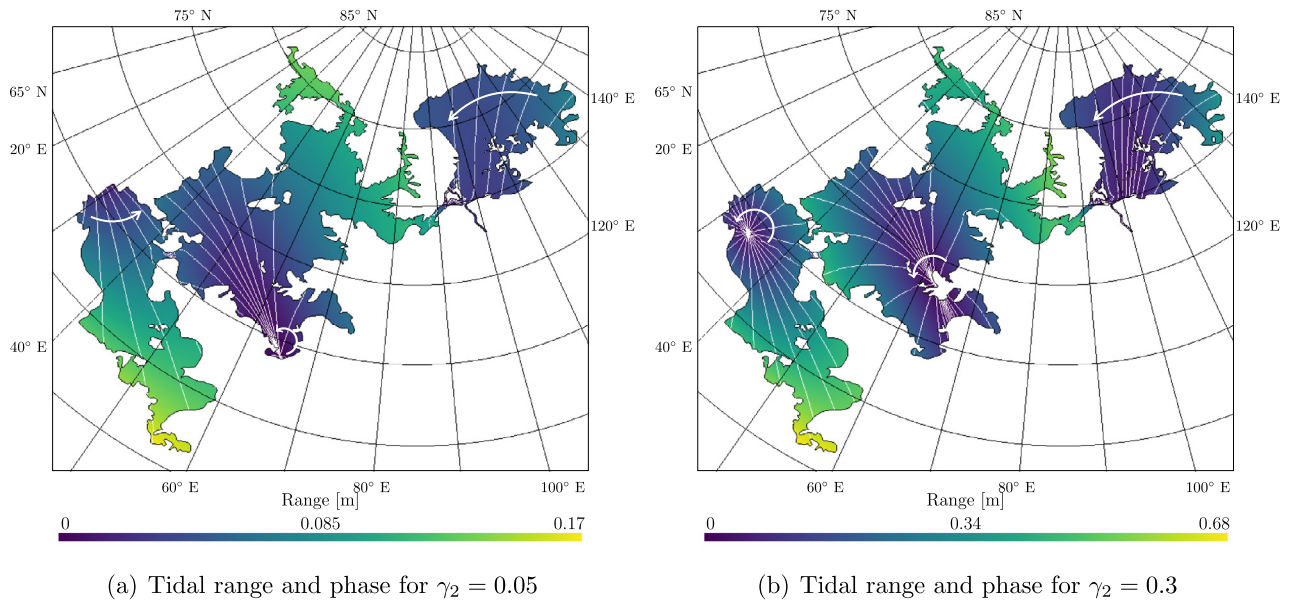 75° N 85° N 75° N 85° N
65° N 140° E 65° N 140° E
20° E 20° E
120° E 120° E
40° E 40° E
60° E 80° E 100° E 60° E 80° E 100° E
Range [m] Range [m]
0 0.085 0.17 0 0.34 0.68
(a) Tidal range and phase for γ₂ = 0.05 (b) Tidal range and phase for γ₂ = 0.3